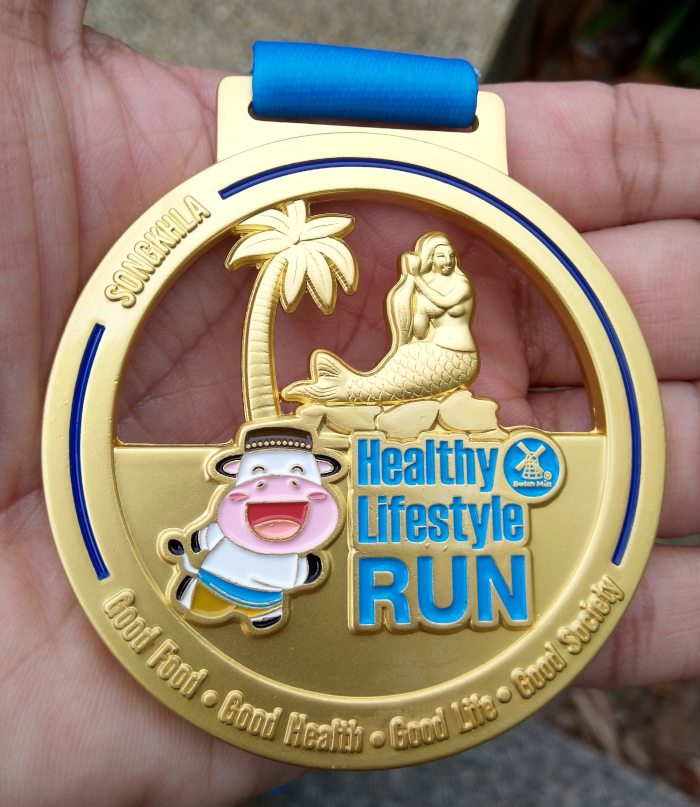 SONGKHLA
Healthy
Lifestyle
RUN
Dutch Mill
®
Good Food • Good Health • Good Life • Good Society